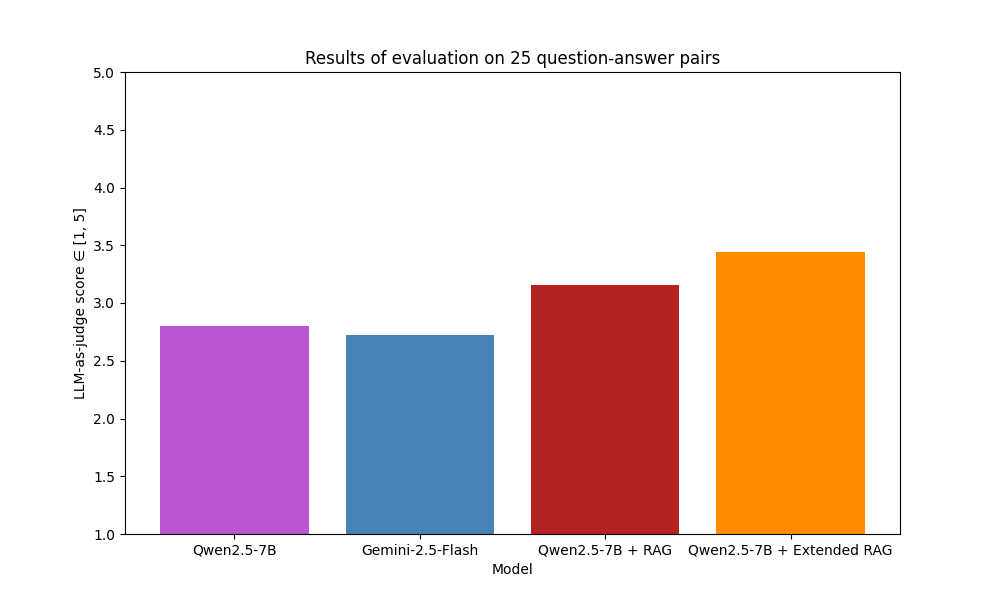 Results of evaluation on 25 question-answer pairs
5.0
4.5
4.0
3.5
3.0
2.5
2.0
1.5
1.0
LLM-as-judge score ∈ [1, 5]
Qwen2.5-7B
Gemini-2.5-Flash
Qwen2.5-7B + RAG
Qwen2.5-7B + Extended RAG
Model